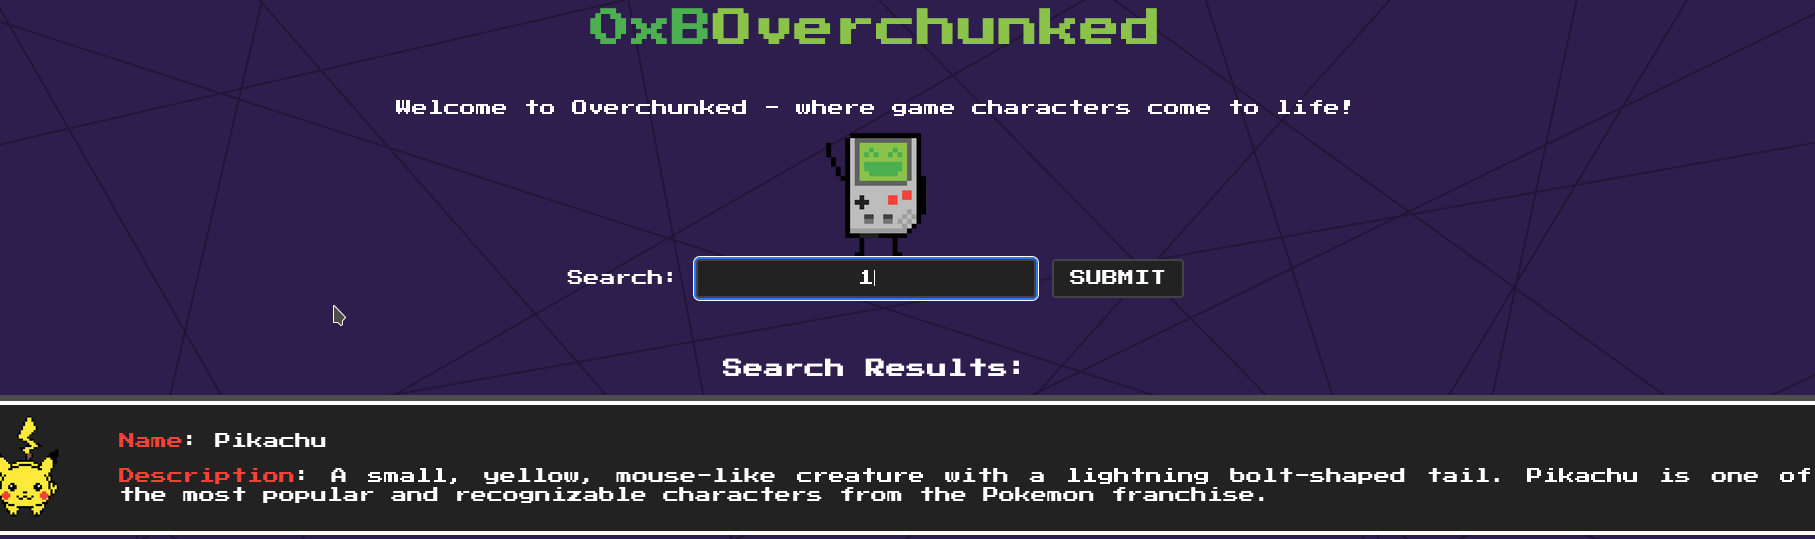 0xBOverchunked
Welcome to Overchunked - where game characters come to life!
Search: 1 SUBMIT
Search Results:
Name: Pikachu
Description: A small, yellow, mouse-like creature with a lightning bolt-shaped tail. Pikachu is one of
the most popular and recognizable characters from the Pokemon franchise.